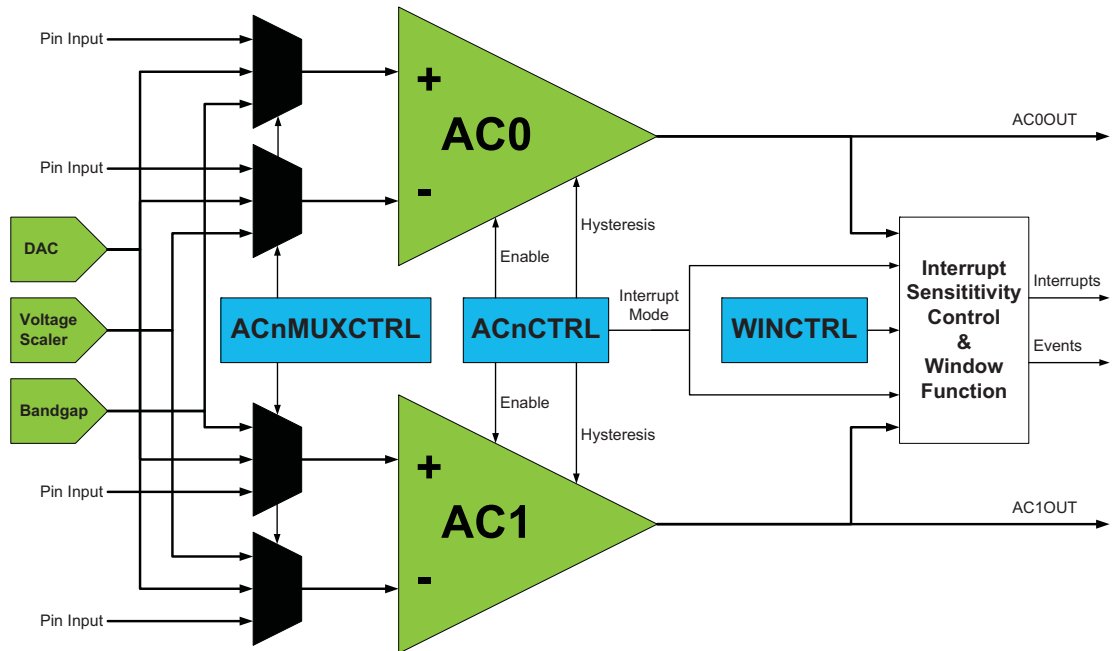 Pin Input
+
AC0
-
AC0OUT
Pin Input
DAC
Hysteresis
Enable
Voltage
Scaler
ACnMUXCTRL
ACnCTRL
Interrupt
Mode
WINCTRL
Interrupt
Sensititivity
Control
&
Window
Function
Interrupts
Events
Bandgap
Enable
Hysteresis
+
Pin Input
AC1
-
AC1OUT
Pin Input